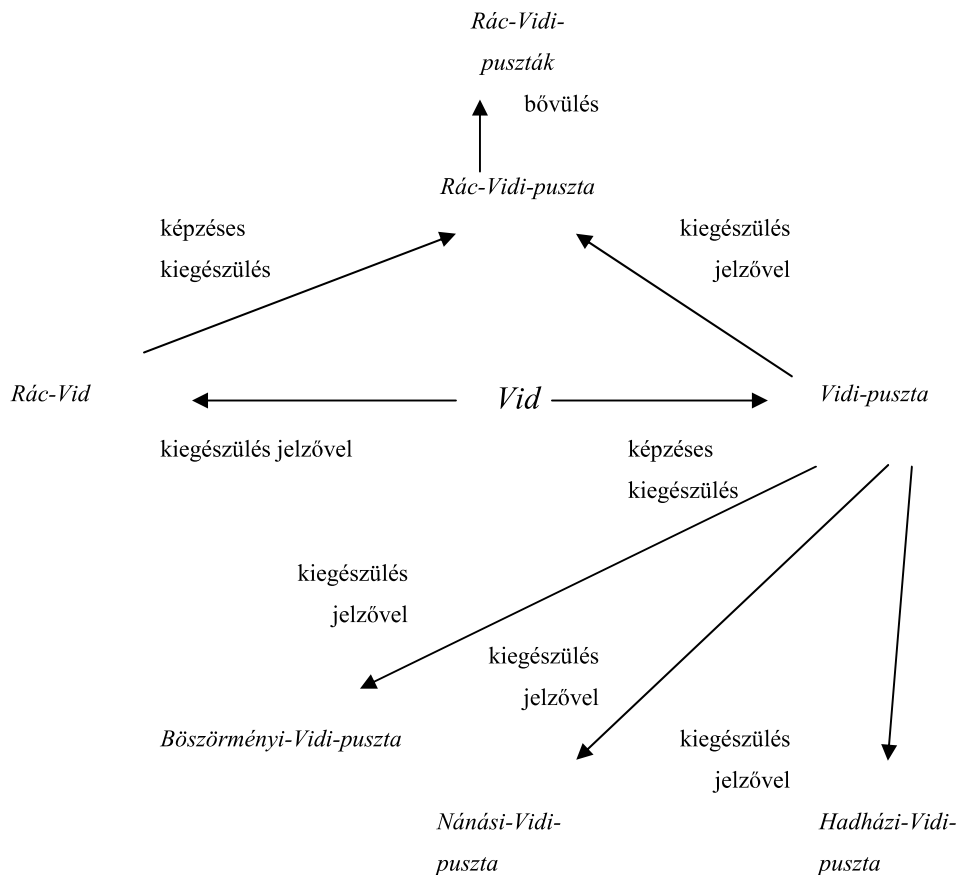 Rác-Vidi-
puszták
bővülés
Rác-Vidi-puszta
képzéses
kiegészülés
kiegészülés
jelzővel
Rác-Vid
Vid
Vidi-puszta
kiegészülés jelzővel
képzéses
kiegészülés
kiegészülés
jelzővel
kiegészülés
jelzővel
Böszörményi-Vidi-puszta
kiegészülés
jelzővel
Nánási-Vidi-
puszta
Hadházi-Vidi-
puszta